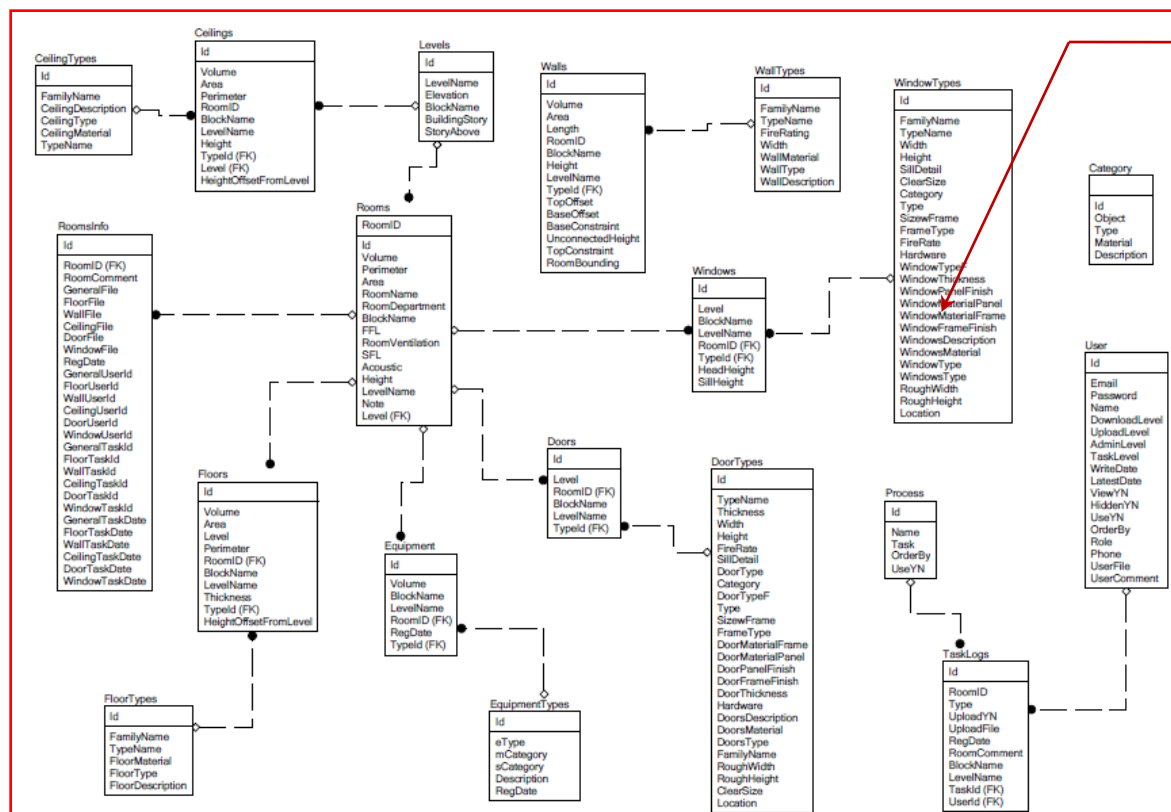 CeilingTypes
Id
FamilyName
CeilingDescription
CeilingType
CeilingMaterial
TypeName
Ceilings
Id
Volume
Area
Perimeter
RoomID
BlockName
LevelName
Height
TypeId (FK)
Level (FK)
HeightOffsetFromLevel
Levels
Id
LevelName
Elevation
BlockName
BuildingStory
StoryAbove
Walls
Id
Volume
Area
Length
RoomID
BlockName
Height
LevelName
TypeId (FK)
TopOffset
BaseOffset
BaseConstraint
UnconnectedHeight
TopConstraint
RoomBounding
WallTypes
Id
FamilyName
TypeName
FireRating
Width
WallMaterial
WallType
WallDescription
WindowTypes
Id
FamilyName
TypeName
Width
Height
SillDetail
ClearSize
Category
Type
SizewFrame
FrameType
FireRate
Hardware
WindowTypeF
WindowThickness
WindowPanelFinish
WindowMaterialPanel
WindowMaterialFrame
WindowFrameFinish
WindowsDescription
WindowsMaterial
WindowType
WindowsType
RoughWidth
RoughHeight
Location
Category
Id
Object
Type
Material
Description
RoomsInfo
Id
RoomID (FK)
RoomComment
GeneralFile
FloorFile
WallFile
CeilingFile
DoorFile
WindowFile
RegDate
GeneralUserId
FloorUserId
WallUserId
CeilingUserId
DoorUserId
WindowUserId
GeneralTaskId
FloorTaskId
WallTaskId
CeilingTaskId
DoorTaskId
WindowTaskId
GeneralTaskDate
FloorTaskDate
WallTaskDate
CeilingTaskDate
DoorTaskDate
WindowTaskDate
Rooms
RoomID
Id
Volume
Perimeter
Area
RoomName
RoomDepartment
BlockName
FFL
RoomVentilation
SFL
Acoustic
Height
LevelName
Note
Level (FK)
Windows
Id
Level
BlockName
LevelName
RoomID (FK)
TypeId (FK)
HeadHeight
SillHeight
User
Id
Email
Password
Name
DownloadLevel
UploadLevel
AdminLevel
TaskLevel
WriteDate
LatestDate
ViewYN
HiddenYN
UseYN
OrderBy
Role
Phone
UserFile
UserComment
Floors
Id
Volume
Area
Level
Perimeter
RoomID (FK)
BlockName
LevelName
Thickness
TypeId (FK)
HeightOffsetFromLevel
Doors
Id
Level
RoomID (FK)
BlockName
LevelName
TypeId (FK)
DoorTypes
Id
TypeName
Thickness
Width
Height
FireRate
SillDetail
DoorType
Category
DoorTypeF
Type
SizewFrame
FrameType
DoorMaterialFrame
DoorMaterialPanel
DoorPanelFinish
DoorFrameFinish
DoorThickness
Hardware
DoorsDescription
DoorsMaterial
DoorsType
FamilyName
RoughWidth
RoughHeight
ClearSize
Location
Process
Id
Name
Task
OrderBy
UseYN
Equipment
Id
Volume
BlockName
LevelName
RoomID (FK)
RegDate
TypeId (FK)
TaskLogs
Id
RoomID
Type
UploadYN
UploadFile
RegDate
RoomComment
BlockName
LevelName
TaskId (FK)
UserId (FK)
FloorTypes
Id
FamilyName
TypeName
FloorMaterial
FloorType
FloorDescription
EquipmentTypes
Id
eType
mCategory
sCategory
Description
RegDate